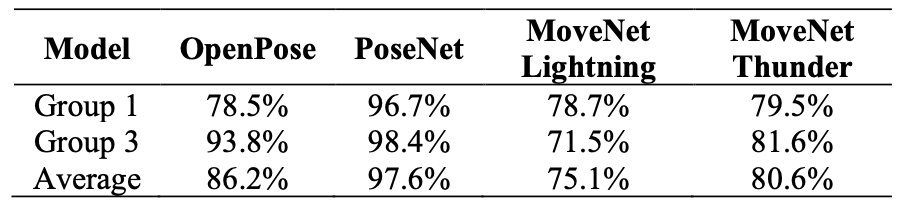 Model OpenPose PoseNet MoveNet Lightning MoveNet Thunder
Group 1 78.5% 96.7% 78.7% 79.5%
Group 3 93.8% 98.4% 71.5% 81.6%
Average 86.2% 97.6% 75.1% 80.6%